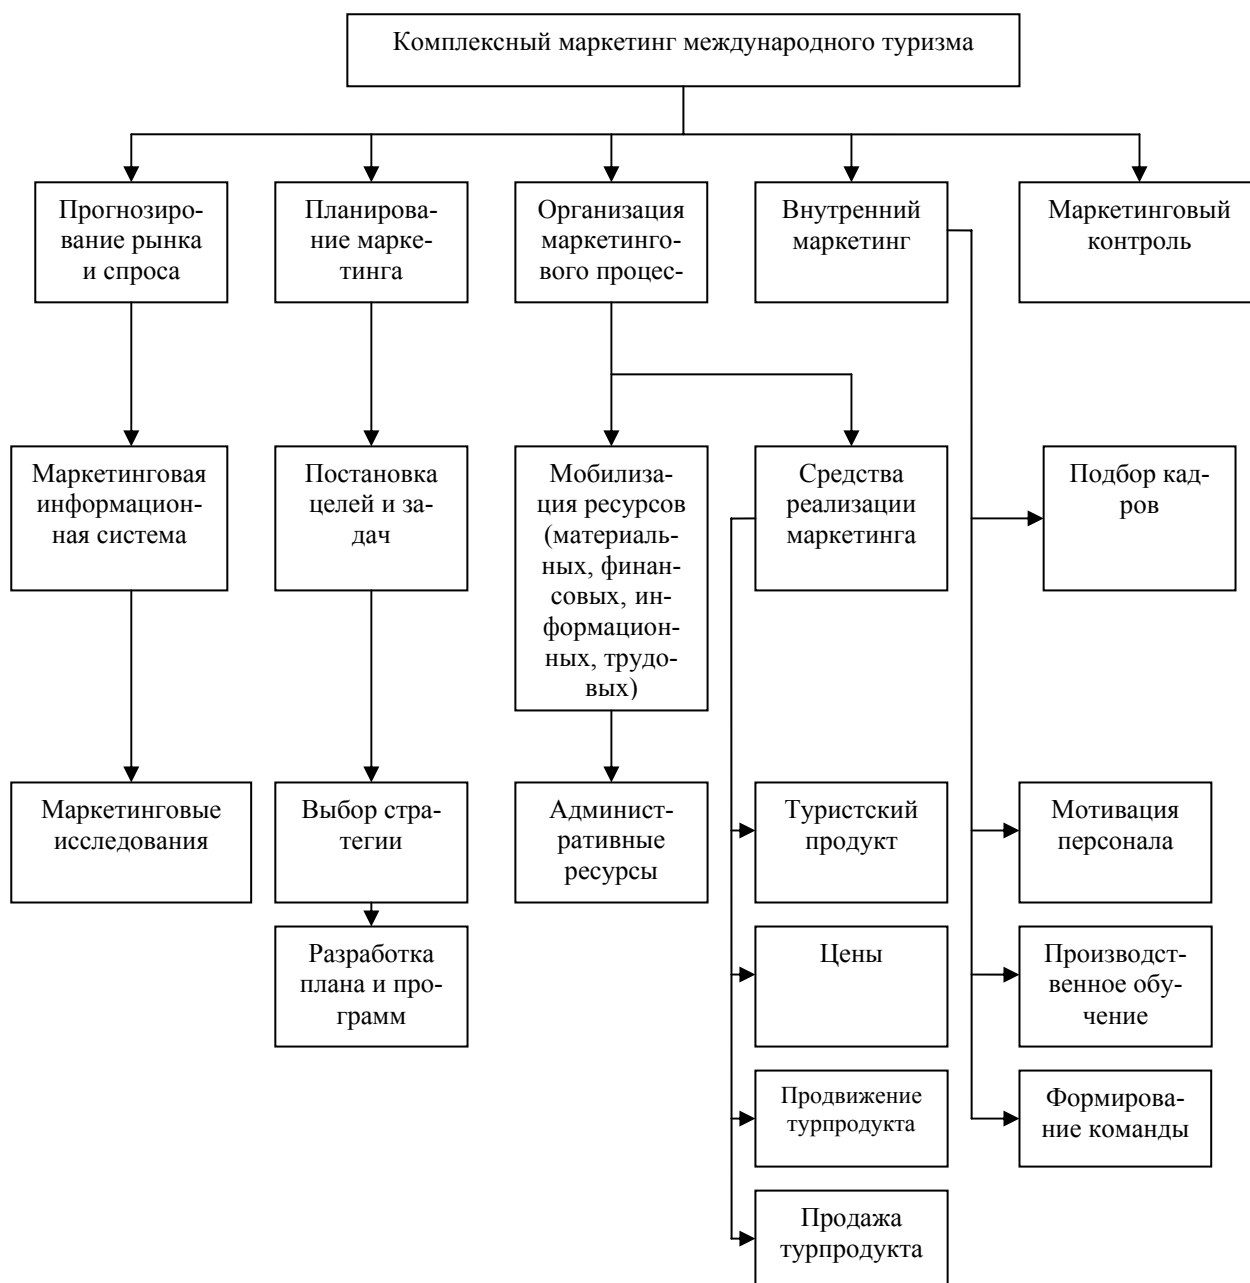 Комплексный маркетинг международного туризма
Прогнозиро-
вание рынка
и спроса
Планирова-
ние марке-
тинга
Организация
маркетинго-
вого процес-
Внутренний
маркетинг
Маркетинговый
контроль
Маркетинговая
информацион-
ная система
Постановка
целей и за-
дач
Мобилиза-
ция ресурсов
(материаль-
ных, финан-
совых, ин-
формацион-
ных, трудо-
вых)
Средства
реализации
маркетинга
Подбор кад-
ров
Маркетинговые
исследования
Выбор стра-
тегии
Админист-
ративные
ресурсы
Туристский
продукт
Мотивация
персонала
Разработка
плана и про-
грамм
Цены
Производст-
венное обу-
чение
Продвижение
турпродукта
Формирова-
ние команды
Продажа
турпродукта